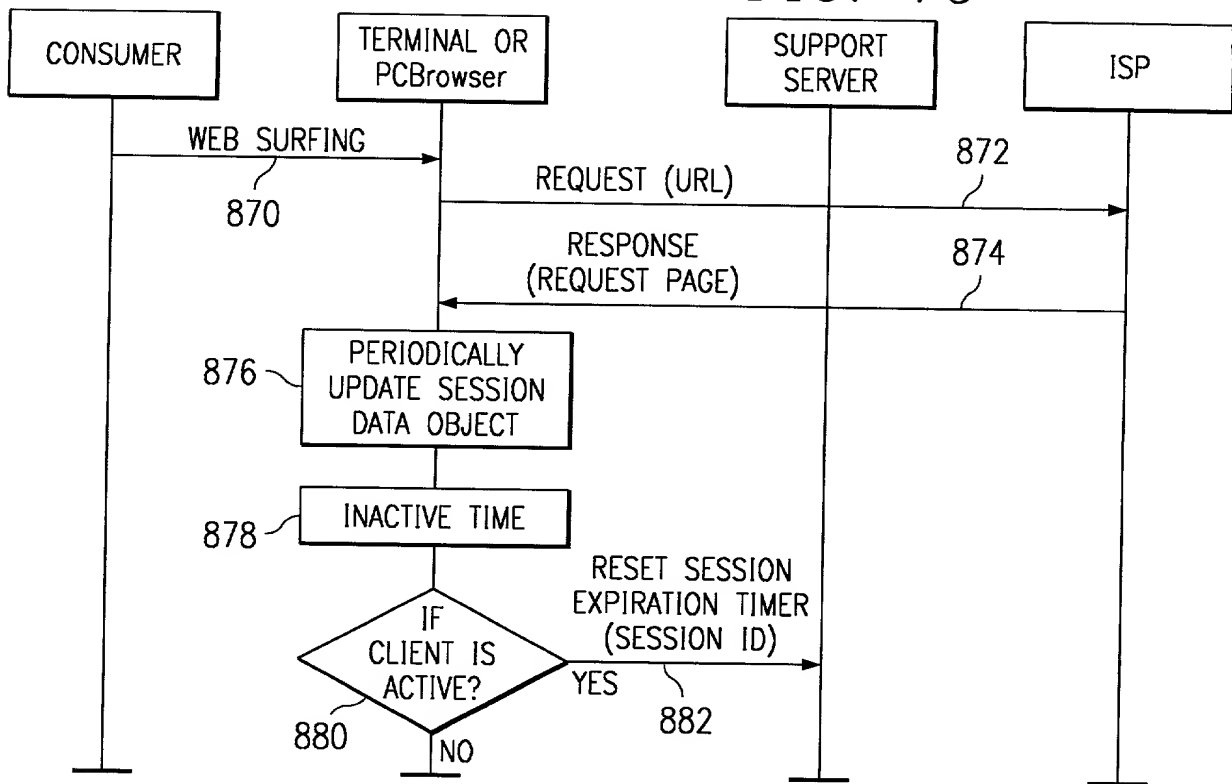 CONSUMER
TERMINAL OR
PCBrowser
SUPPORT
SERVER
ISP
WEB SURFING
870
REQUEST (URL)
872
RESPONSE
(REQUEST PAGE)
874
876
PERIODICALLY
UPDATE SESSION
DATA OBJECT
878
INACTIVE TIME
880
IF
CLIENT IS
ACTIVE?
YES
NO
RESET SESSION
EXPIRATION TIMER
(SESSION ID)
882